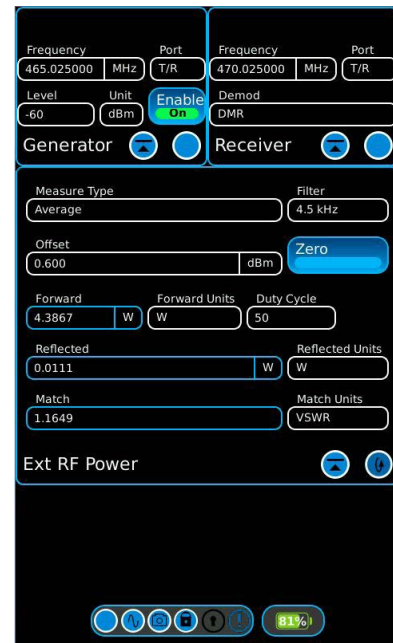 Frequency Port Frequency Port
465.025000 MHz T/R 470.025000 MHz T/R
Level Unit Enable Demod
-60 dBm On DMR
Generator Receiver
Measure Type Filter
Average 4.5 kHz
Offset Zero
0.600 dBm
Forward Forward Units Duty Cycle
4.3867 W W 50
Reflected Reflected Units
0.0111 W W
Match Match Units
1.1649 VSWR
Ext RF Power
81%